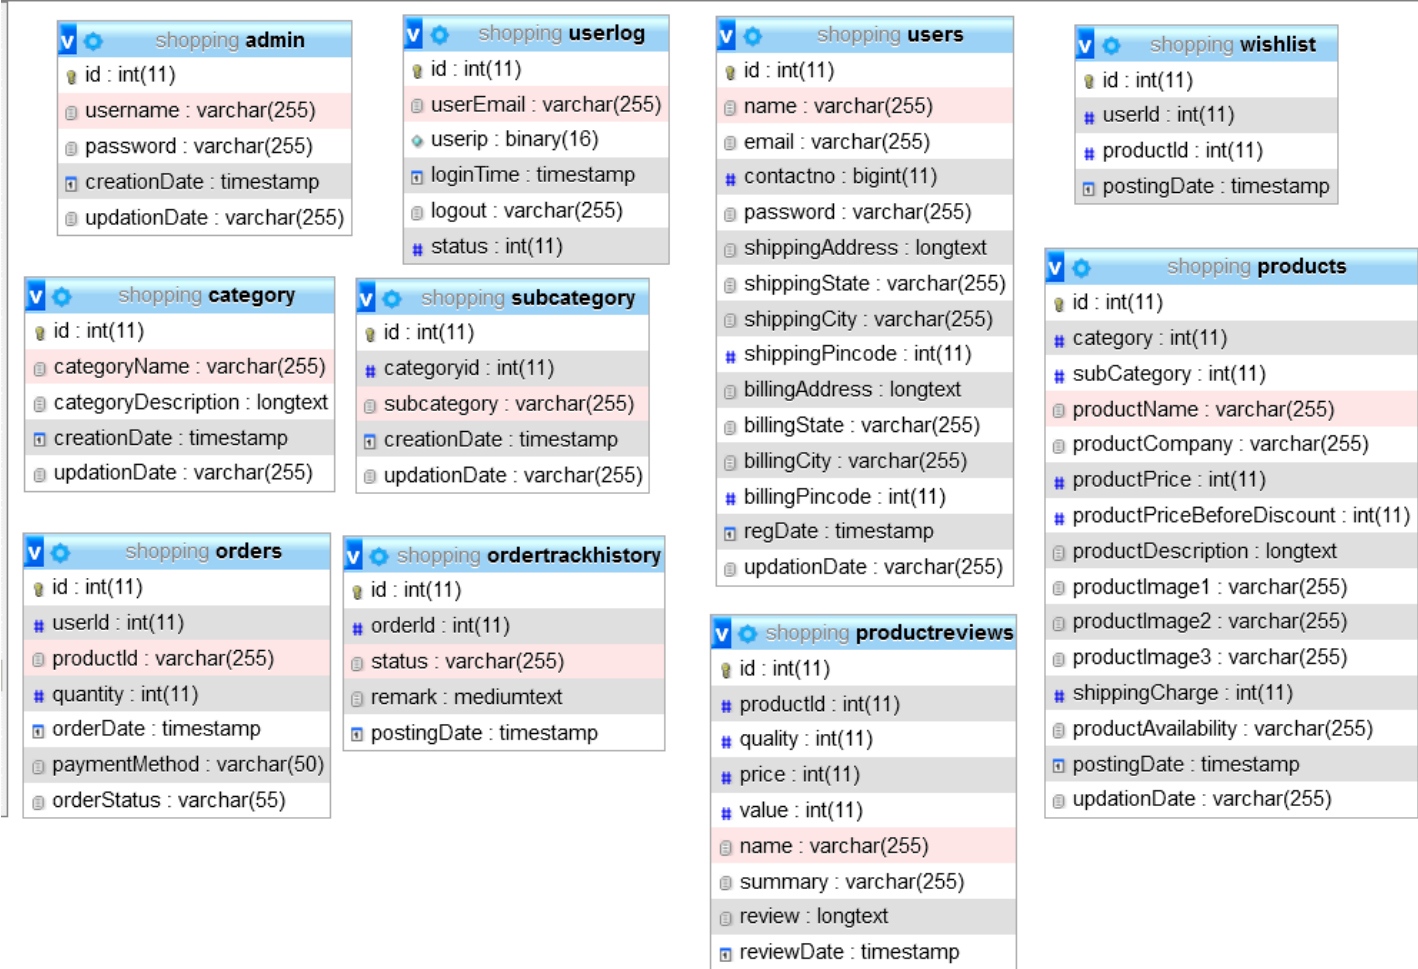 shopping admin
id : int(11)
username : varchar(255)
password : varchar(255)
creationDate : timestamp
updationDate : varchar(255)
shopping userlog
id : int(11)
userEmail : varchar(255)
userip : binary(16)
loginTime : timestamp
logout : varchar(255)
status : int(11)
shopping users
id : int(11)
name : varchar(255)
email : varchar(255)
contactno : bigint(11)
password : varchar(255)
shippingAddress : longtext
shippingState : varchar(255)
shippingCity : varchar(255)
shippingPincode : int(11)
billingAddress : longtext
billingState : varchar(255)
billingCity : varchar(255)
billingPincode : int(11)
regDate : timestamp
updationDate : varchar(255)
shopping wishlist
id : int(11)
userId : int(11)
productId : int(11)
postingDate : timestamp
shopping category
id : int(11)
categoryName : varchar(255)
categoryDescription : longtext
creationDate : timestamp
updationDate : varchar(255)
shopping subcategory
id : int(11)
categoryid : int(11)
subcategory : varchar(255)
creationDate : timestamp
updationDate : varchar(255)
shopping products
id : int(11)
category : int(11)
subCategory : int(11)
productName : varchar(255)
productCompany : varchar(255)
productPrice : int(11)
productPriceBeforeDiscount : int(11)
productDescription : longtext
productImage1 : varchar(255)
productImage2 : varchar(255)
productImage3 : varchar(255)
shippingCharge : int(11)
productAvailability : varchar(255)
postingDate : timestamp
updationDate : varchar(255)
shopping orders
id : int(11)
userId : int(11)
productId : varchar(255)
quantity : int(11)
orderDate : timestamp
paymentMethod : varchar(50)
orderStatus : varchar(55)
shopping ordertrackhistory
id : int(11)
orderId : int(11)
status : varchar(255)
remark : mediumtext
postingDate : timestamp
shopping productreviews
id : int(11)
productId : int(11)
quality : int(11)
price : int(11)
value : int(11)
name : varchar(255)
summary : varchar(255)
review : longtext
reviewDate : timestamp